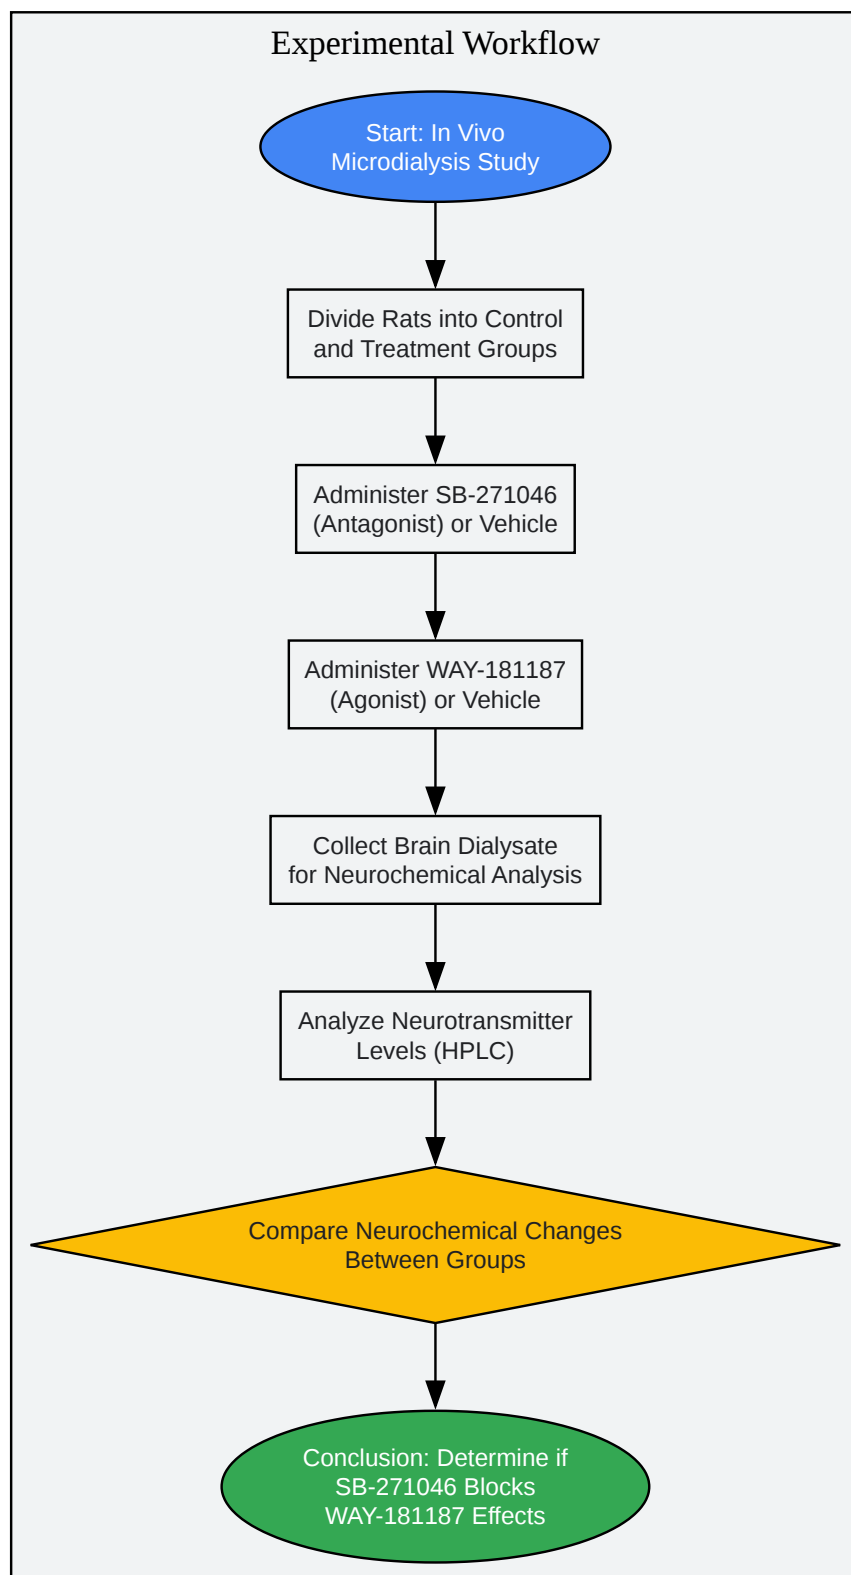 Experimental Workflow
Start: In Vivo
Microdialysis Study
Divide Rats into Control
and Treatment Groups
Administer SB-271046
(Antagonist) or Vehicle
Administer WAY-181187
(Agonist) or Vehicle
Collect Brain Dialysate
for Neurochemical Analysis
Analyze Neurotransmitter
Levels (HPLC)
Compare Neurochemical Changes
Between Groups
Conclusion: Determine if
SB-271046 Blocks
WAY-181187 Effects